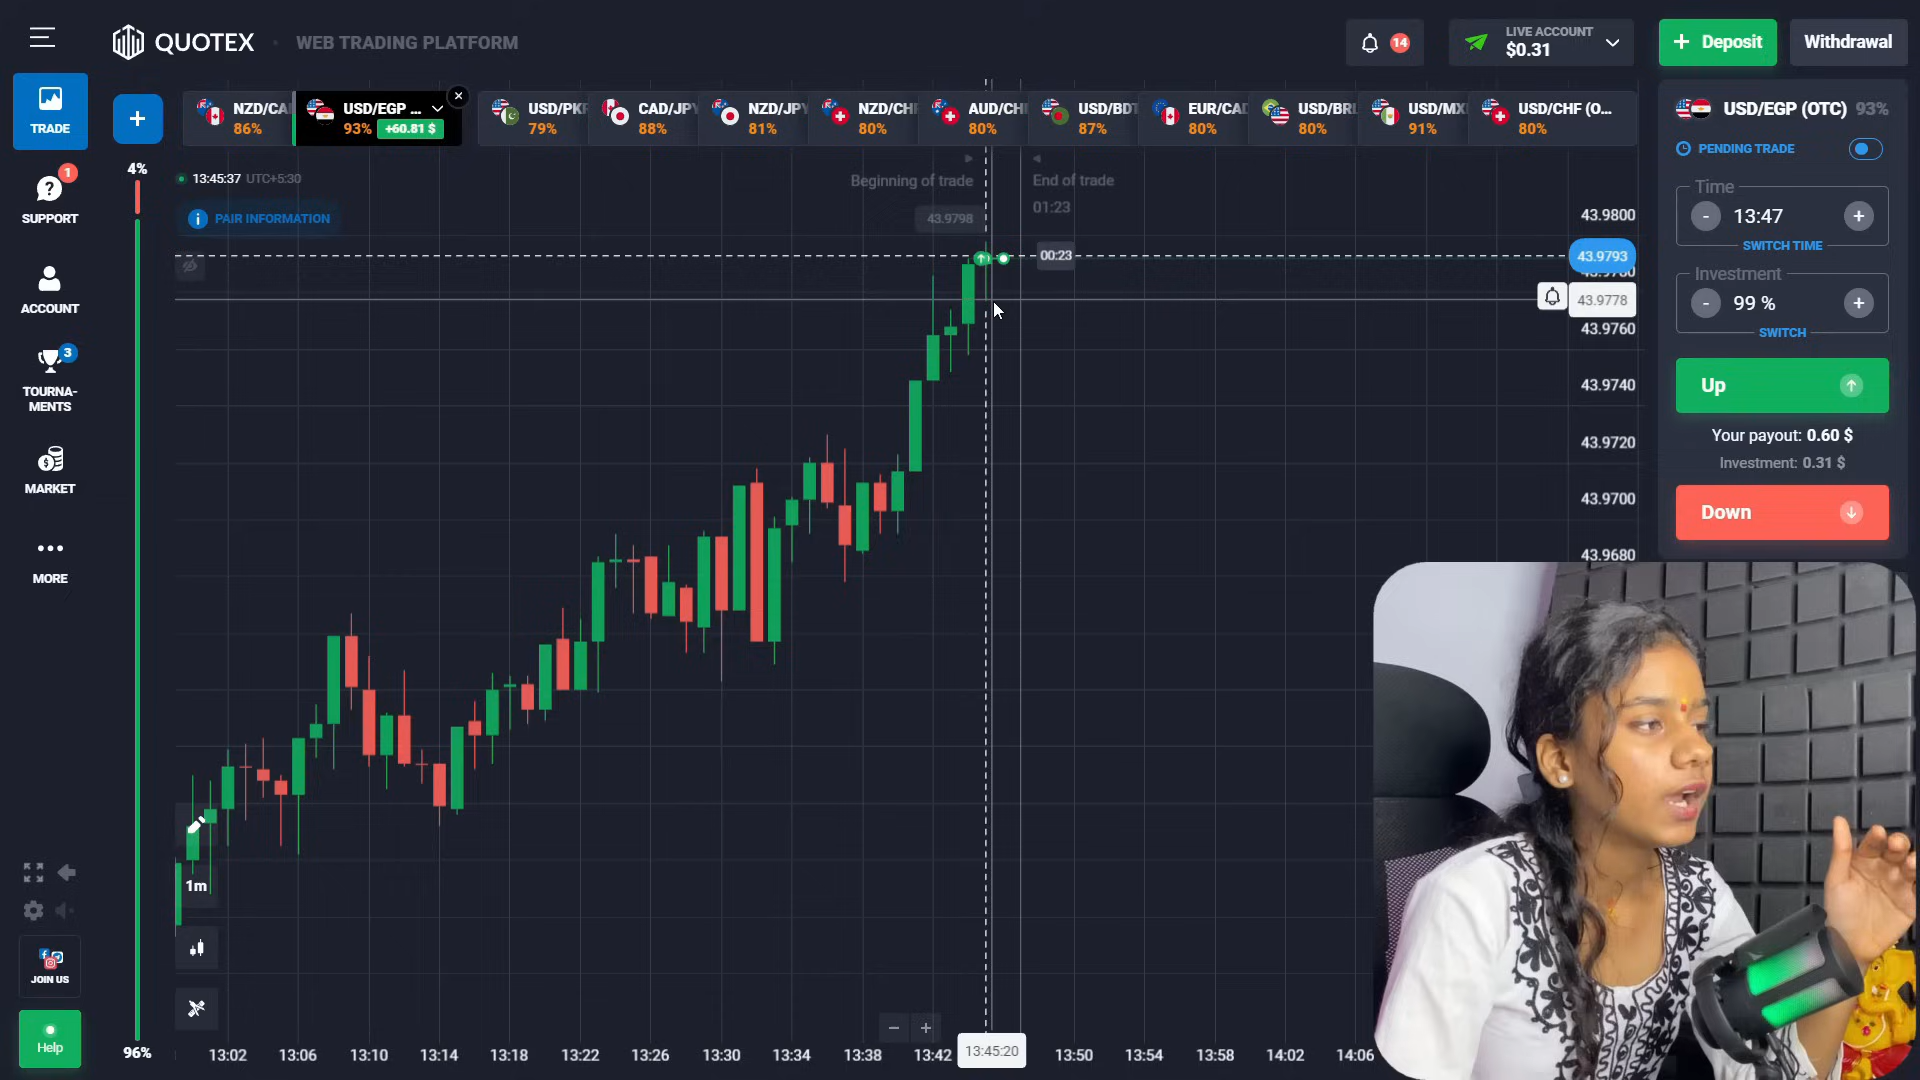 QUOTEX
WEB TRADING PLATFORM
14
LIVE ACCOUNT
$0.31
+ Deposit
Withdrawal
TRADE
+
NZD/CA
86%
USD/EGP ...
93%
+60.81 $
USD/PK
79%
CAD/JPY
88%
NZD/JPY
81%
NZD/CH
80%
AUD/CH
80%
USD/BD
87%
EUR/CA
80%
USD/BR
80%
USD/MX
91%
USD/CHF (O...
80%
USD/EGP (OTC) 93%
PENDING TRADE
Time
- 13:47 +
SWITCH TIME
Investment
- 99 % +
SWITCH
Up
Your payout: 0.60 $
Investment: 0.31 $
Down
1
SUPPORT
ACCOUNT
3
TOURNA-
MENTS
MARKET
MORE
JOIN US
Help
4%
96%
13:45:37 UTC+5:30
PAIR INFORMATION
Beginning of trade
End of trade
01:23
43.9798
00:23
43.9800
43.9793
43.9780
43.9778
43.9760
43.9740
43.9720
43.9700
43.9680
1m
13:02
13:06
13:10
13:14
13:18
13:22
13:26
13:30
13:34
13:38
13:42
13:45:20
13:50
13:54
13:58
14:02
14:06